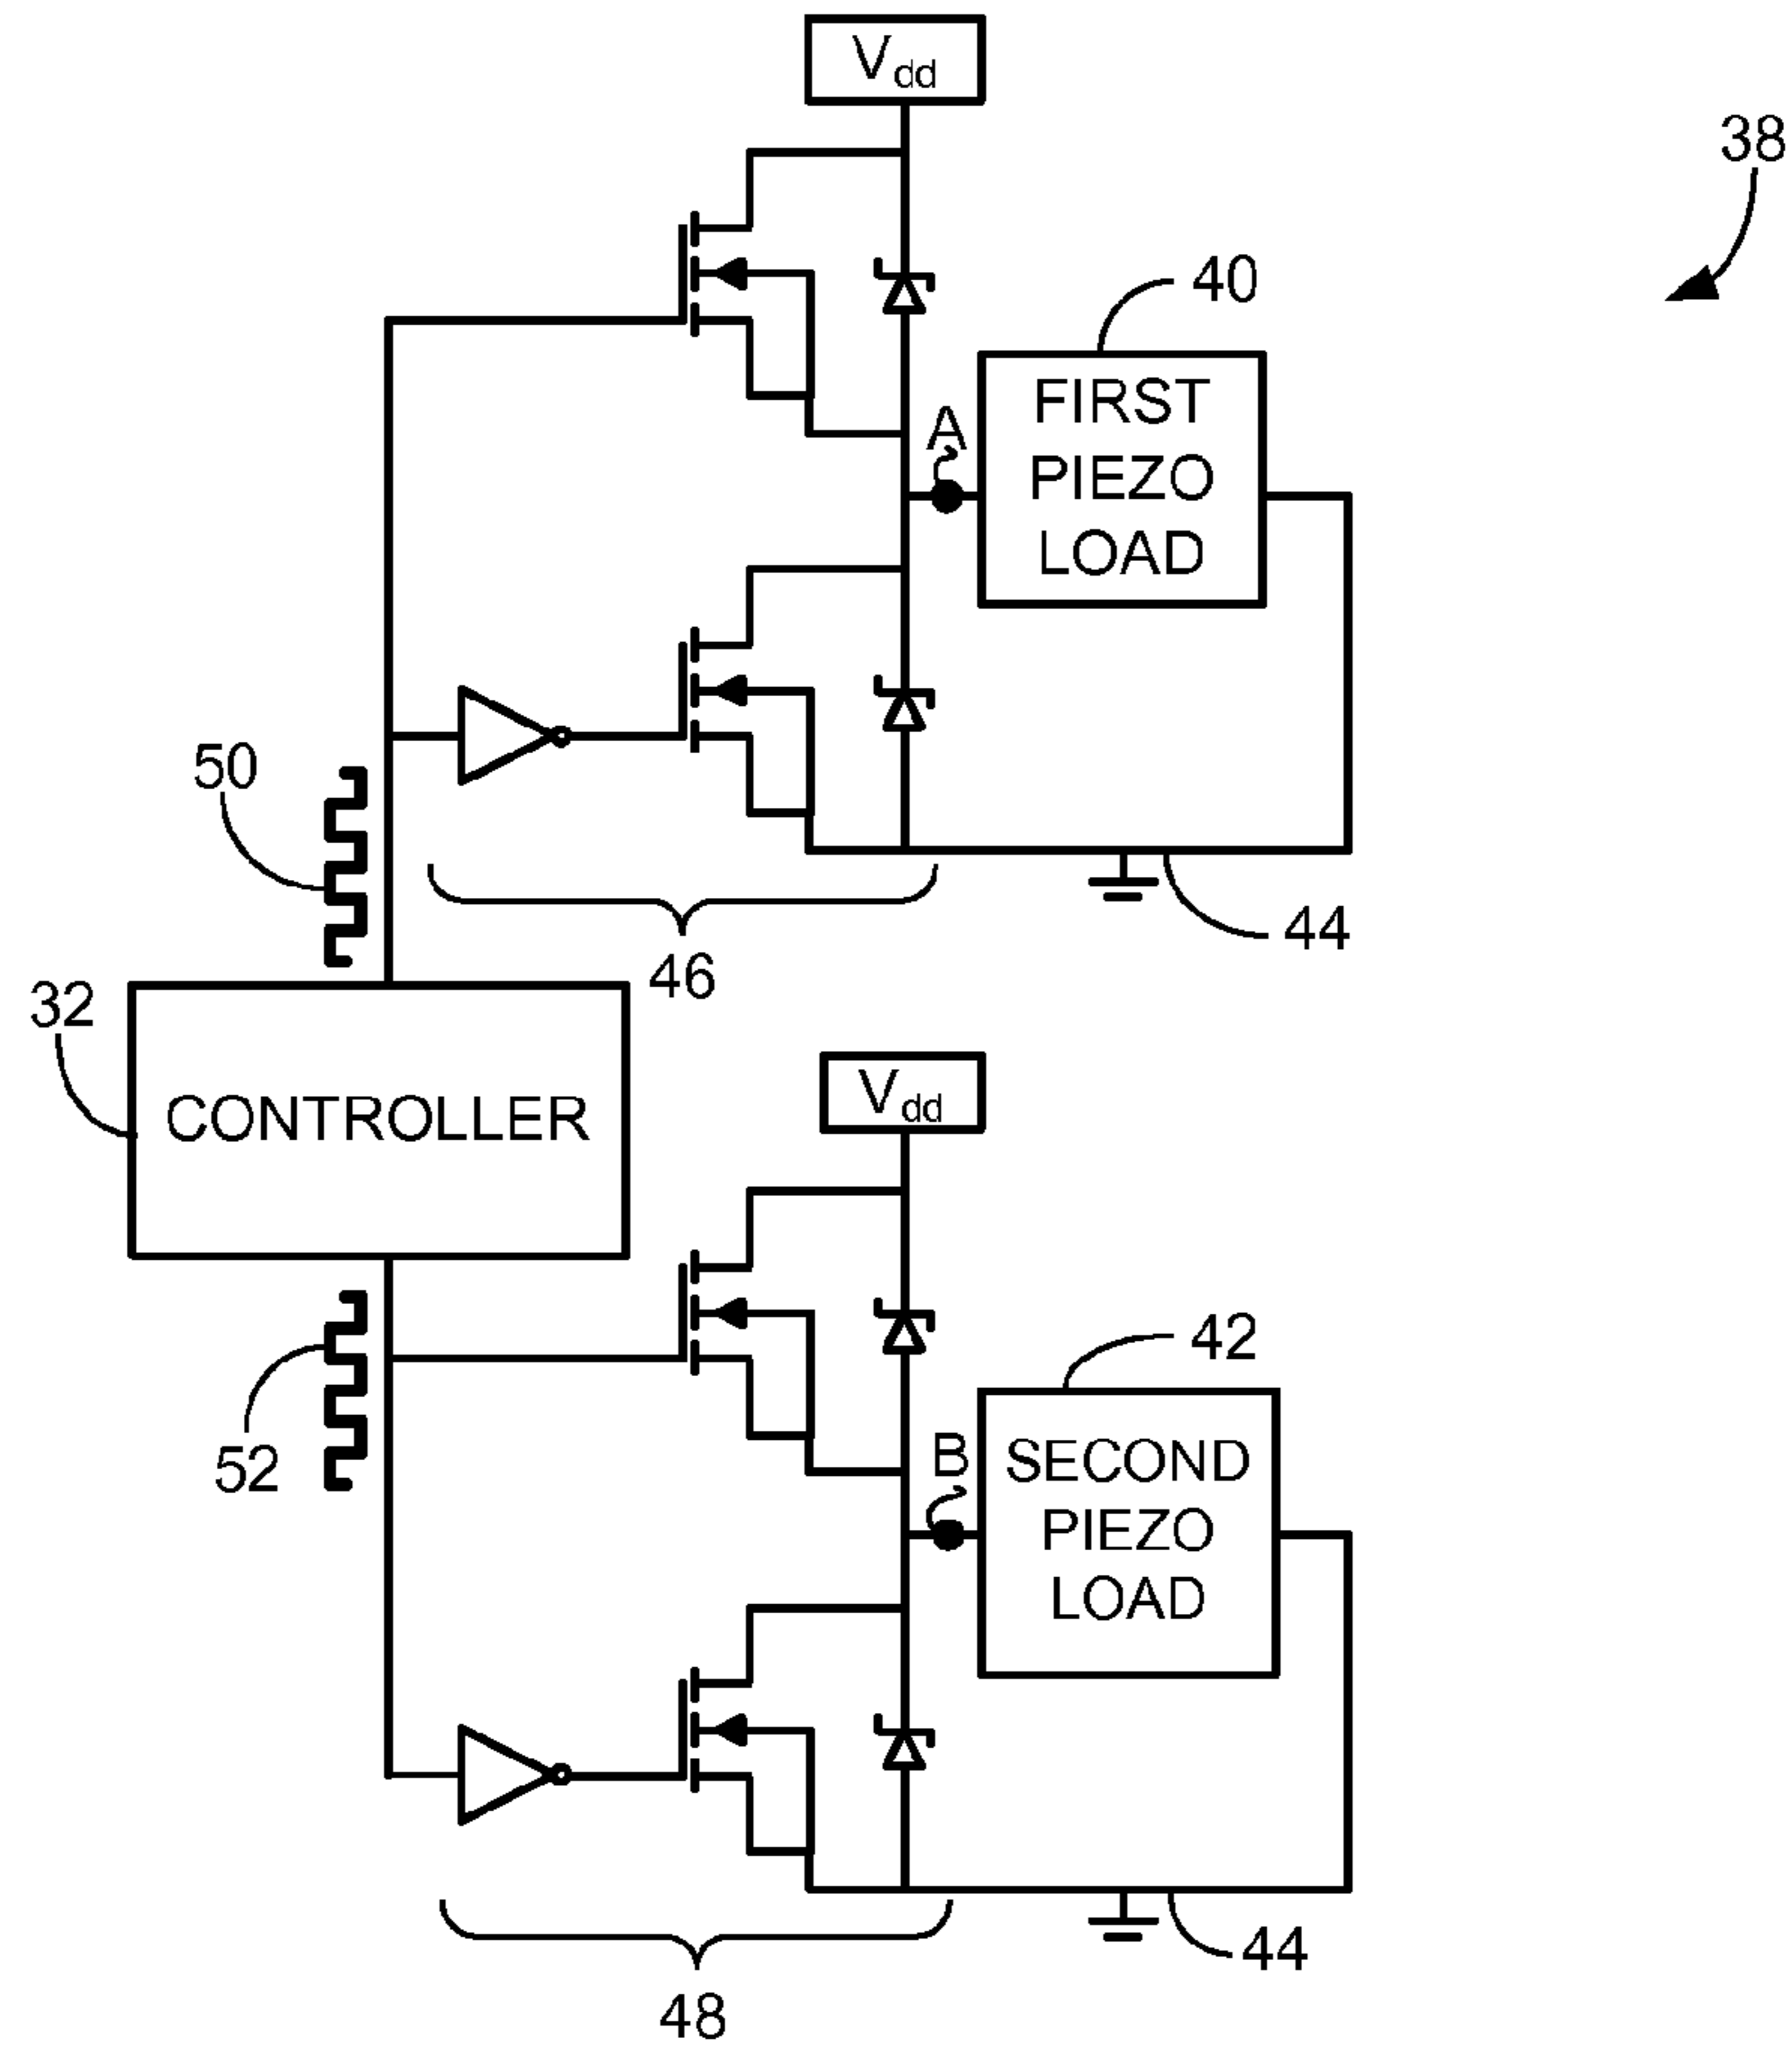 Vdd
38
40
FIRST
PIEZO
LOAD
A
50
44
46
32
CONTROLLER
Vdd
42
SECOND
PIEZO
LOAD
B
52
44
48